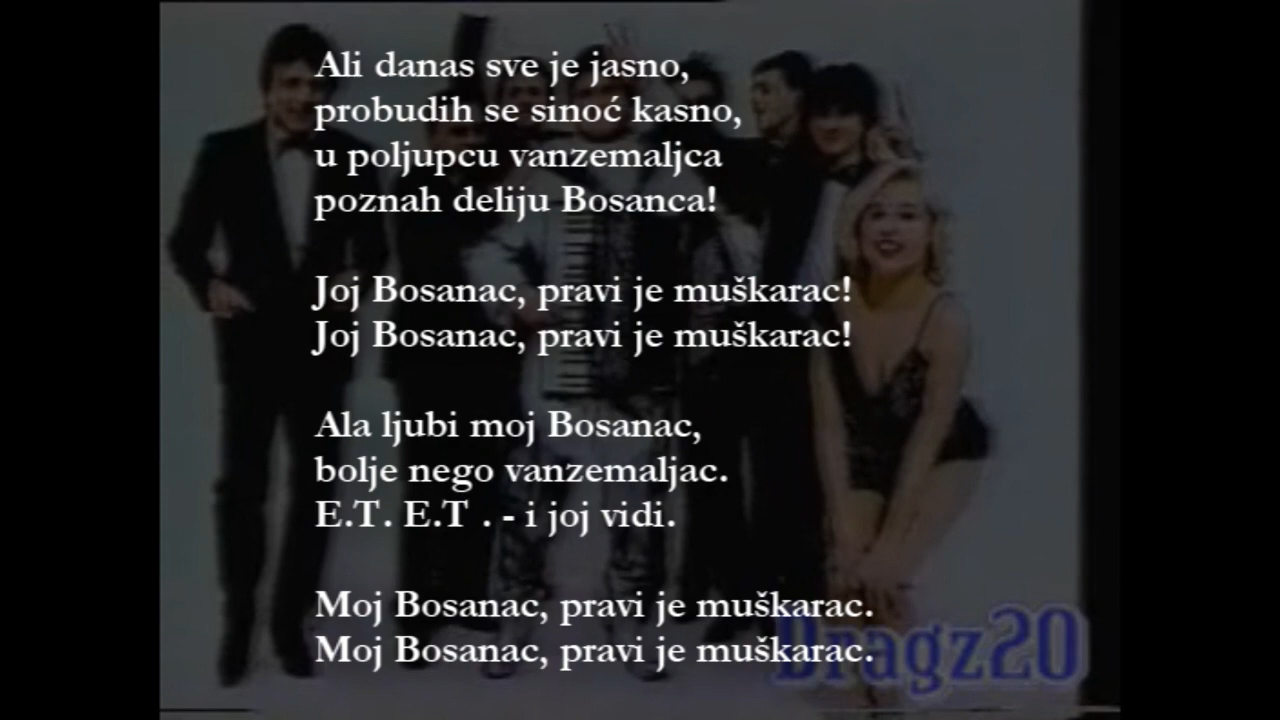 Ali danas sve je jasno,
probudih se sinoć kasno,
u poljupcu vanzemaljca
poznah deliju Bosanca!
Joj Bosanac, pravi je muškarac!
Joj Bosanac, pravi je muškarac!
Ala ljubi moj Bosanac,
bolje nego vanzemaljac.
E.T. E.T . - i joj vidi.
Moj Bosanac, pravi je muškarac.
Moj Bosanac, pravi je muškarac.
Dragz20